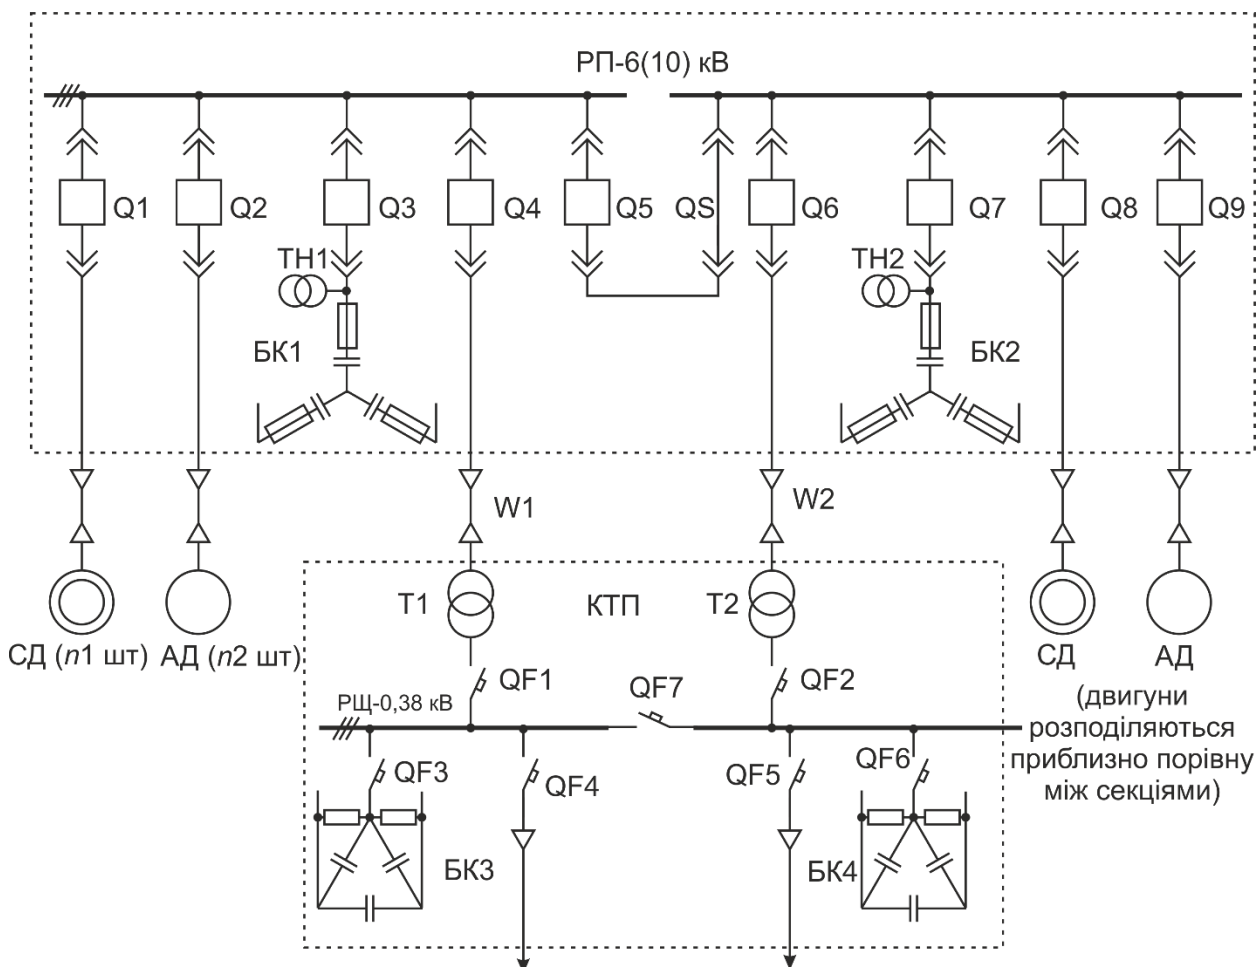 РП-6(10) кВ
Q1
Q2
Q3
Q4
Q5
QS
Q6
Q7
Q8
Q9
ТН1
ТН2
БК1
БК2
W1
W2
Т1
КТП
Т2
СД (n1 шт)
АД (n2 шт)
СД
АД
QF1
QF7
QF2
(двигуни
розподіляються
приблизно порівну
між секціями)
РЩ-0,38 кВ
QF3
QF4
QF5
QF6
БК3
БК4